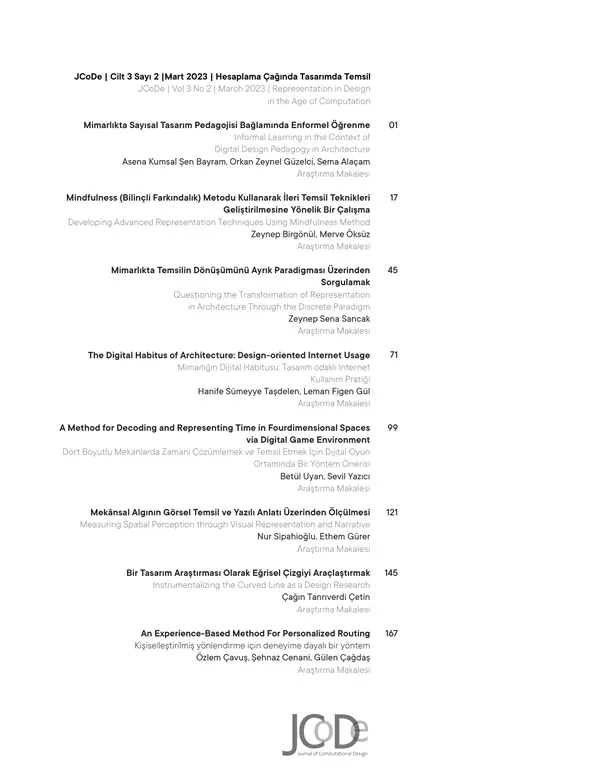 JCoDe | Cilt 3 Sayı 2 |Mart 2023 | Hesaplama Çağında Tasarımda Temsil
JCoDe | Vol 3 No 2 | March 2023 | Representation in Design
in the Age of Computation
Mimarlıkta Sayısal Tasarım Pedagojisi Bağlamında Enformel Öğrenme 01
Informal Learning in the Context of
Digital Design Pedagogy in Architecture
Asena Kumsal Şen Bayram, Orkan Zeynel Güzelci, Sema Alaçam
Araştırma Makalesi
Mindfulness (Bilinçli Farkındalık) Metodu Kullanarak İleri Temsil Teknikleri 17
Geliştirilmesine Yönelik Bir Çalışma
Developing Advanced Representation Techniques Using Mindfulness Method
Zeynep Birgönül, Merve Öksüz
Araştırma Makalesi
Mimarlıkta Temsilin Dönüşümünü Ayrık Paradigması Üzerinden 45
Sorgulamak
Questioning the Transformation of Representation
in Architecture Through the Discrete Paradigm
Zeynep Sena Sancak
Araştırma Makalesi
The Digital Habitus of Architecture: Design-oriented Internet Usage 71
Mimarlığın Dijital Habitusu: Tasarım odaklı İnternet
Kullanım Pratiği
Hanife Sümeyye Taşdelen, Leman Figen Gül
Araştırma Makalesi
A Method for Decoding and Representing Time in Fourdimensional Spaces 99
via Digital Game Environment
Dört Boyutlu Mekanlarda Zamanı Çözümlemek ve Temsil Etmek İçin Dijital Oyun
Ortamında Bir Yöntem Önerisi
Betül Uyan, Sevil Yazıcı
Araştırma Makalesi
Mekânsal Algının Görsel Temsil ve Yazılı Anlatı Üzerinden Ölçülmesi 121
Measuring Spatial Perception through Visual Representation and Narrative
Nur Sipahioğlu, Ethem Gürer
Araştırma Makalesi
Bir Tasarım Araştırması Olarak Eğrisel Çizgiyi Araçlaştırmak 145
Instrumentalizing the Curved Line as a Design Research
Çağın Tanrıverdi Çetin
Araştırma Makalesi
An Experience-Based Method For Personalized Routing 167
Kişiselleştirilmiş yönlendirme için deneyime dayalı bir yöntem
Özlem Çavuş, Şehnaz Cenani, Gülen Çağdaş
Araştırma Makalesi
JCoDe
Journal of Computational Design